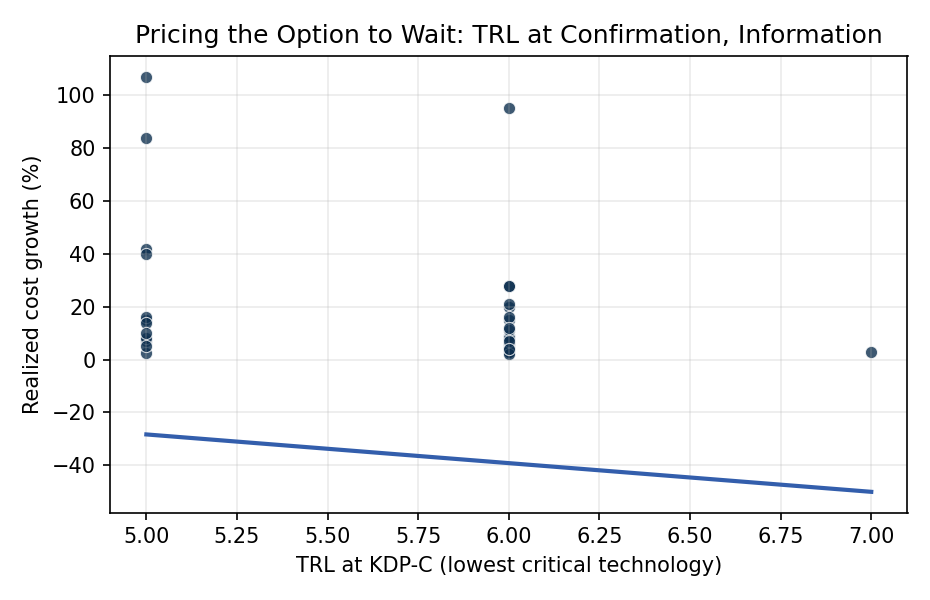 Pricing the Option to Wait: TRL at Confirmation, Information
Realized cost growth (%)
100
80
60
40
20
0
−20
−40
5.00 5.25 5.50 5.75 6.00 6.25 6.50 6.75 7.00
TRL at KDP-C (lowest critical technology)